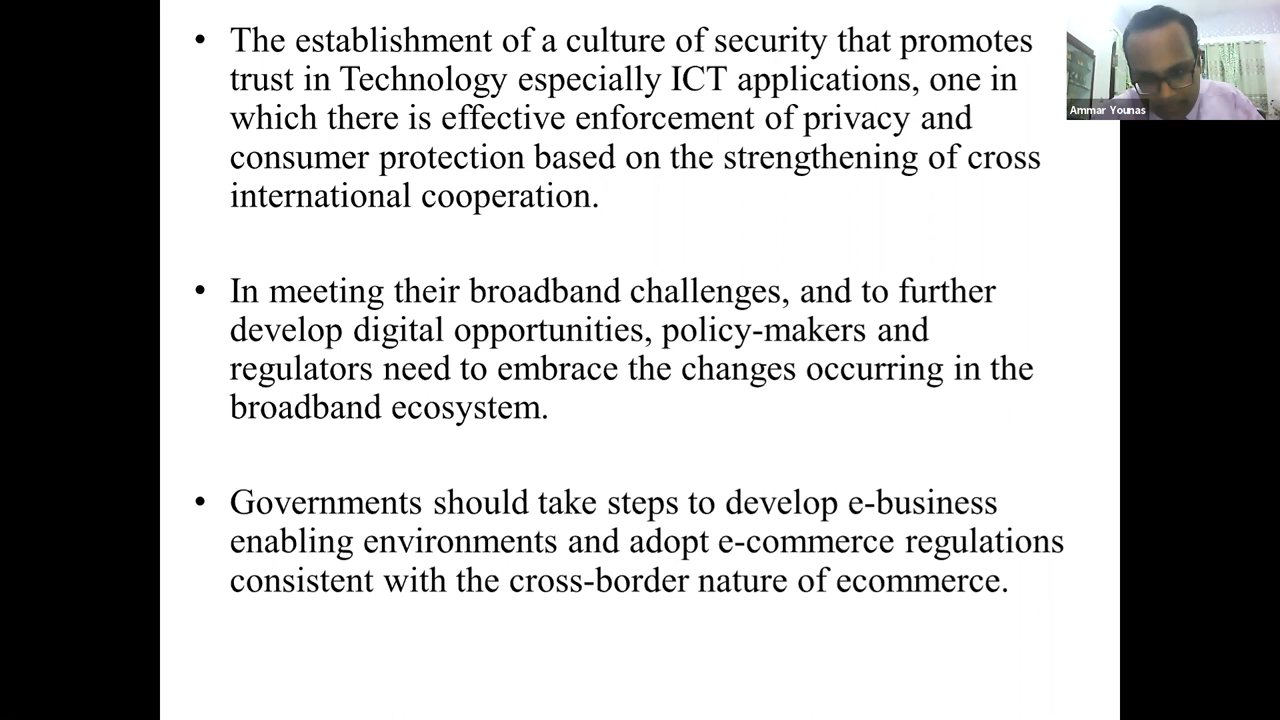 • The establishment of a culture of security that promotes
trust in Technology especially ICT applications, one in
which there is effective enforcement of privacy and
consumer protection based on the strengthening of cross
international cooperation.
• In meeting their broadband challenges, and to further
develop digital opportunities, policy-makers and
regulators need to embrace the changes occurring in the
broadband ecosystem.
• Governments should take steps to develop e-business
enabling environments and adopt e-commerce regulations
consistent with the cross-border nature of ecommerce.
Ammar Younas